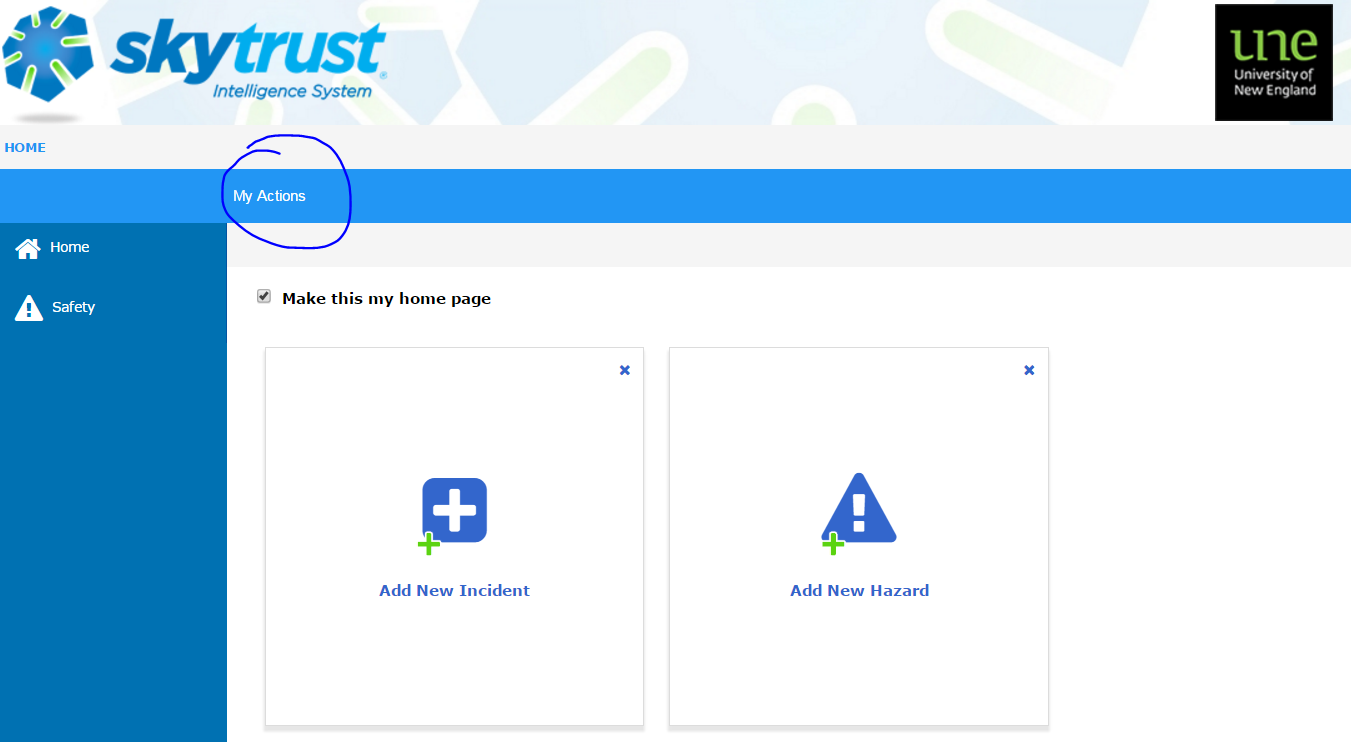 skytrust
Intelligence System
une
University of
New England
HOME
My Actions
Home
Safety
Make this my home page
Add New Incident
Add New Hazard